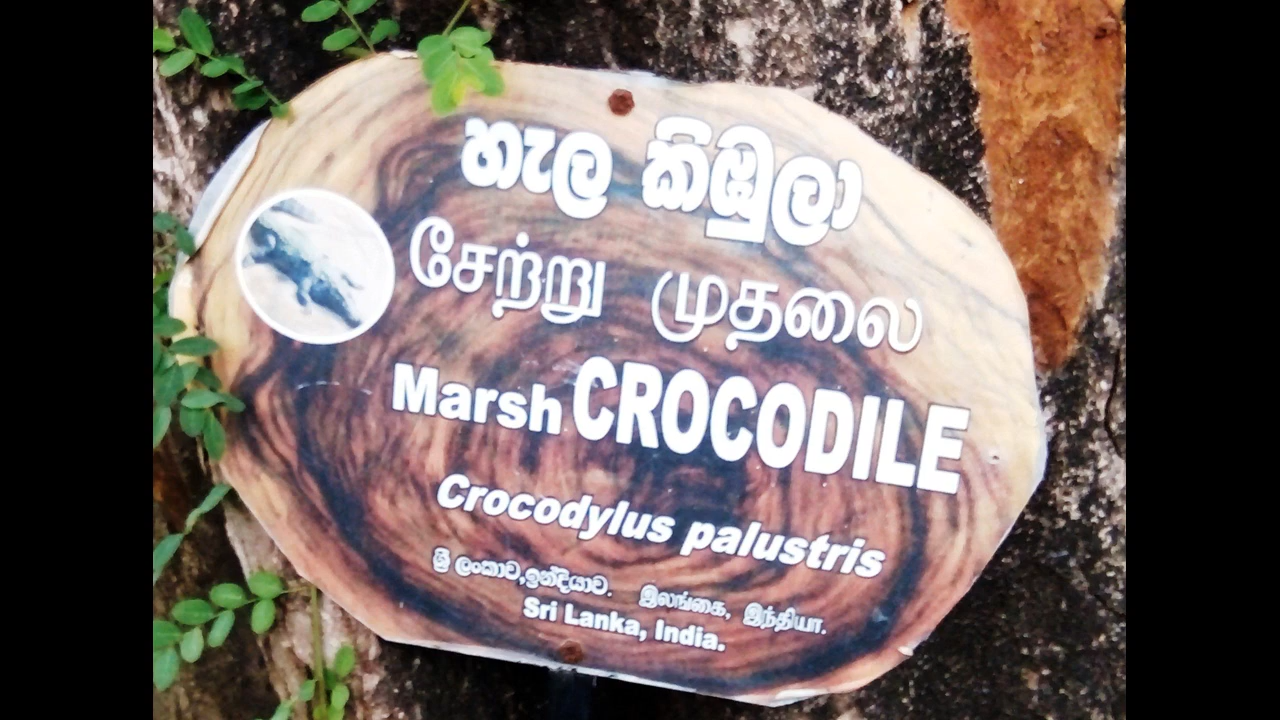 හැල කිඹුලා
சேற்று முதலை
Marsh CROCODILE
Crocodylus palustris
ශ්‍රී ලංකාව,ඉන්දියාව. இலங்கை, இந்தியா.
Sri Lanka, India.